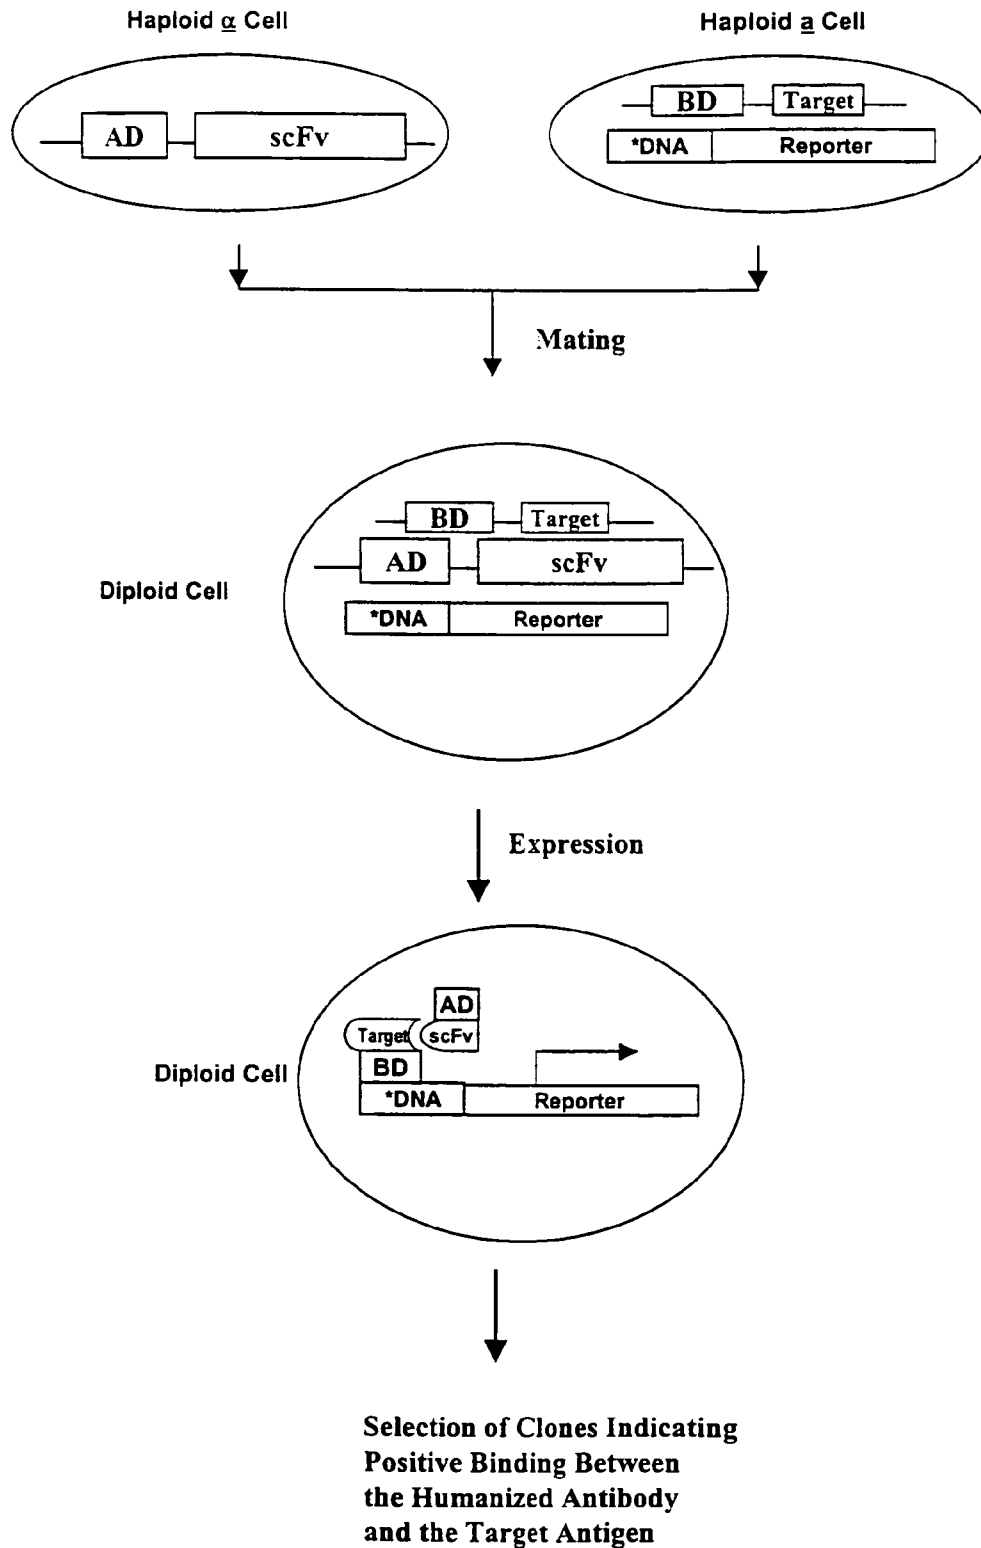 Haploid α Cell
Haploid a Cell
AD
scFv
BD
Target
*DNA
Reporter
Mating
Diploid Cell
BD
Target
AD
scFv
*DNA
Reporter
Expression
Diploid Cell
AD
Target
scFv
BD
*DNA
Reporter
Selection of Clones Indicating
Positive Binding Between
the Humanized Antibody
and the Target Antigen